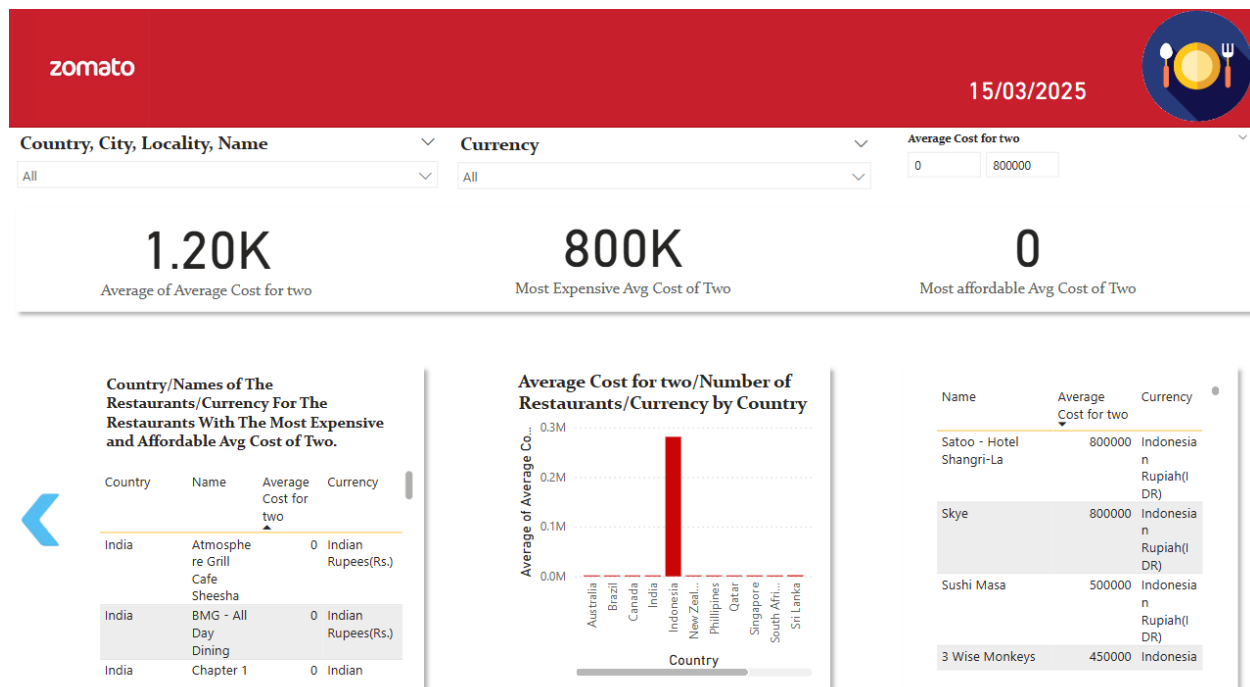 zomato
15/03/2025
Country, City, Locality, Name
All
Currency
All
Average Cost for two
0 800000
1.20K
Average of Average Cost for two
800K
Most Expensive Avg Cost of Two
0
Most affordable Avg Cost of Two
Country/Names of The
Restaurants/Currency For The
Restaurants With The Most Expensive
and Affordable Avg Cost of Two.
Country Name Average Currency
Cost for
two
India Atmosphe 0 Indian
re Grill Rupees(Rs.)
Cafe
Sheesha
India BMG - All 0 Indian
Day Rupees(Rs.)
Dining
India Chapter 1 0 Indian
Average Cost for two/Number of
Restaurants/Currency by Country
Average of Average Co...
0.3M
0.2M
0.1M
0.0M
Australia
Brazil
Canada
India
Indonesia
New Zeal...
Phillipines
Qatar
Singapore
South Afri...
Sri Lanka
Country
Name Average Currency
Cost for two
Satoo - Hotel 800000 Indonesia
Shangri-La n
Rupiah(I
DR)
Skye 800000 Indonesia
n
Rupiah(I
DR)
Sushi Masa 500000 Indonesia
n
Rupiah(I
DR)
3 Wise Monkeys 450000 Indonesia